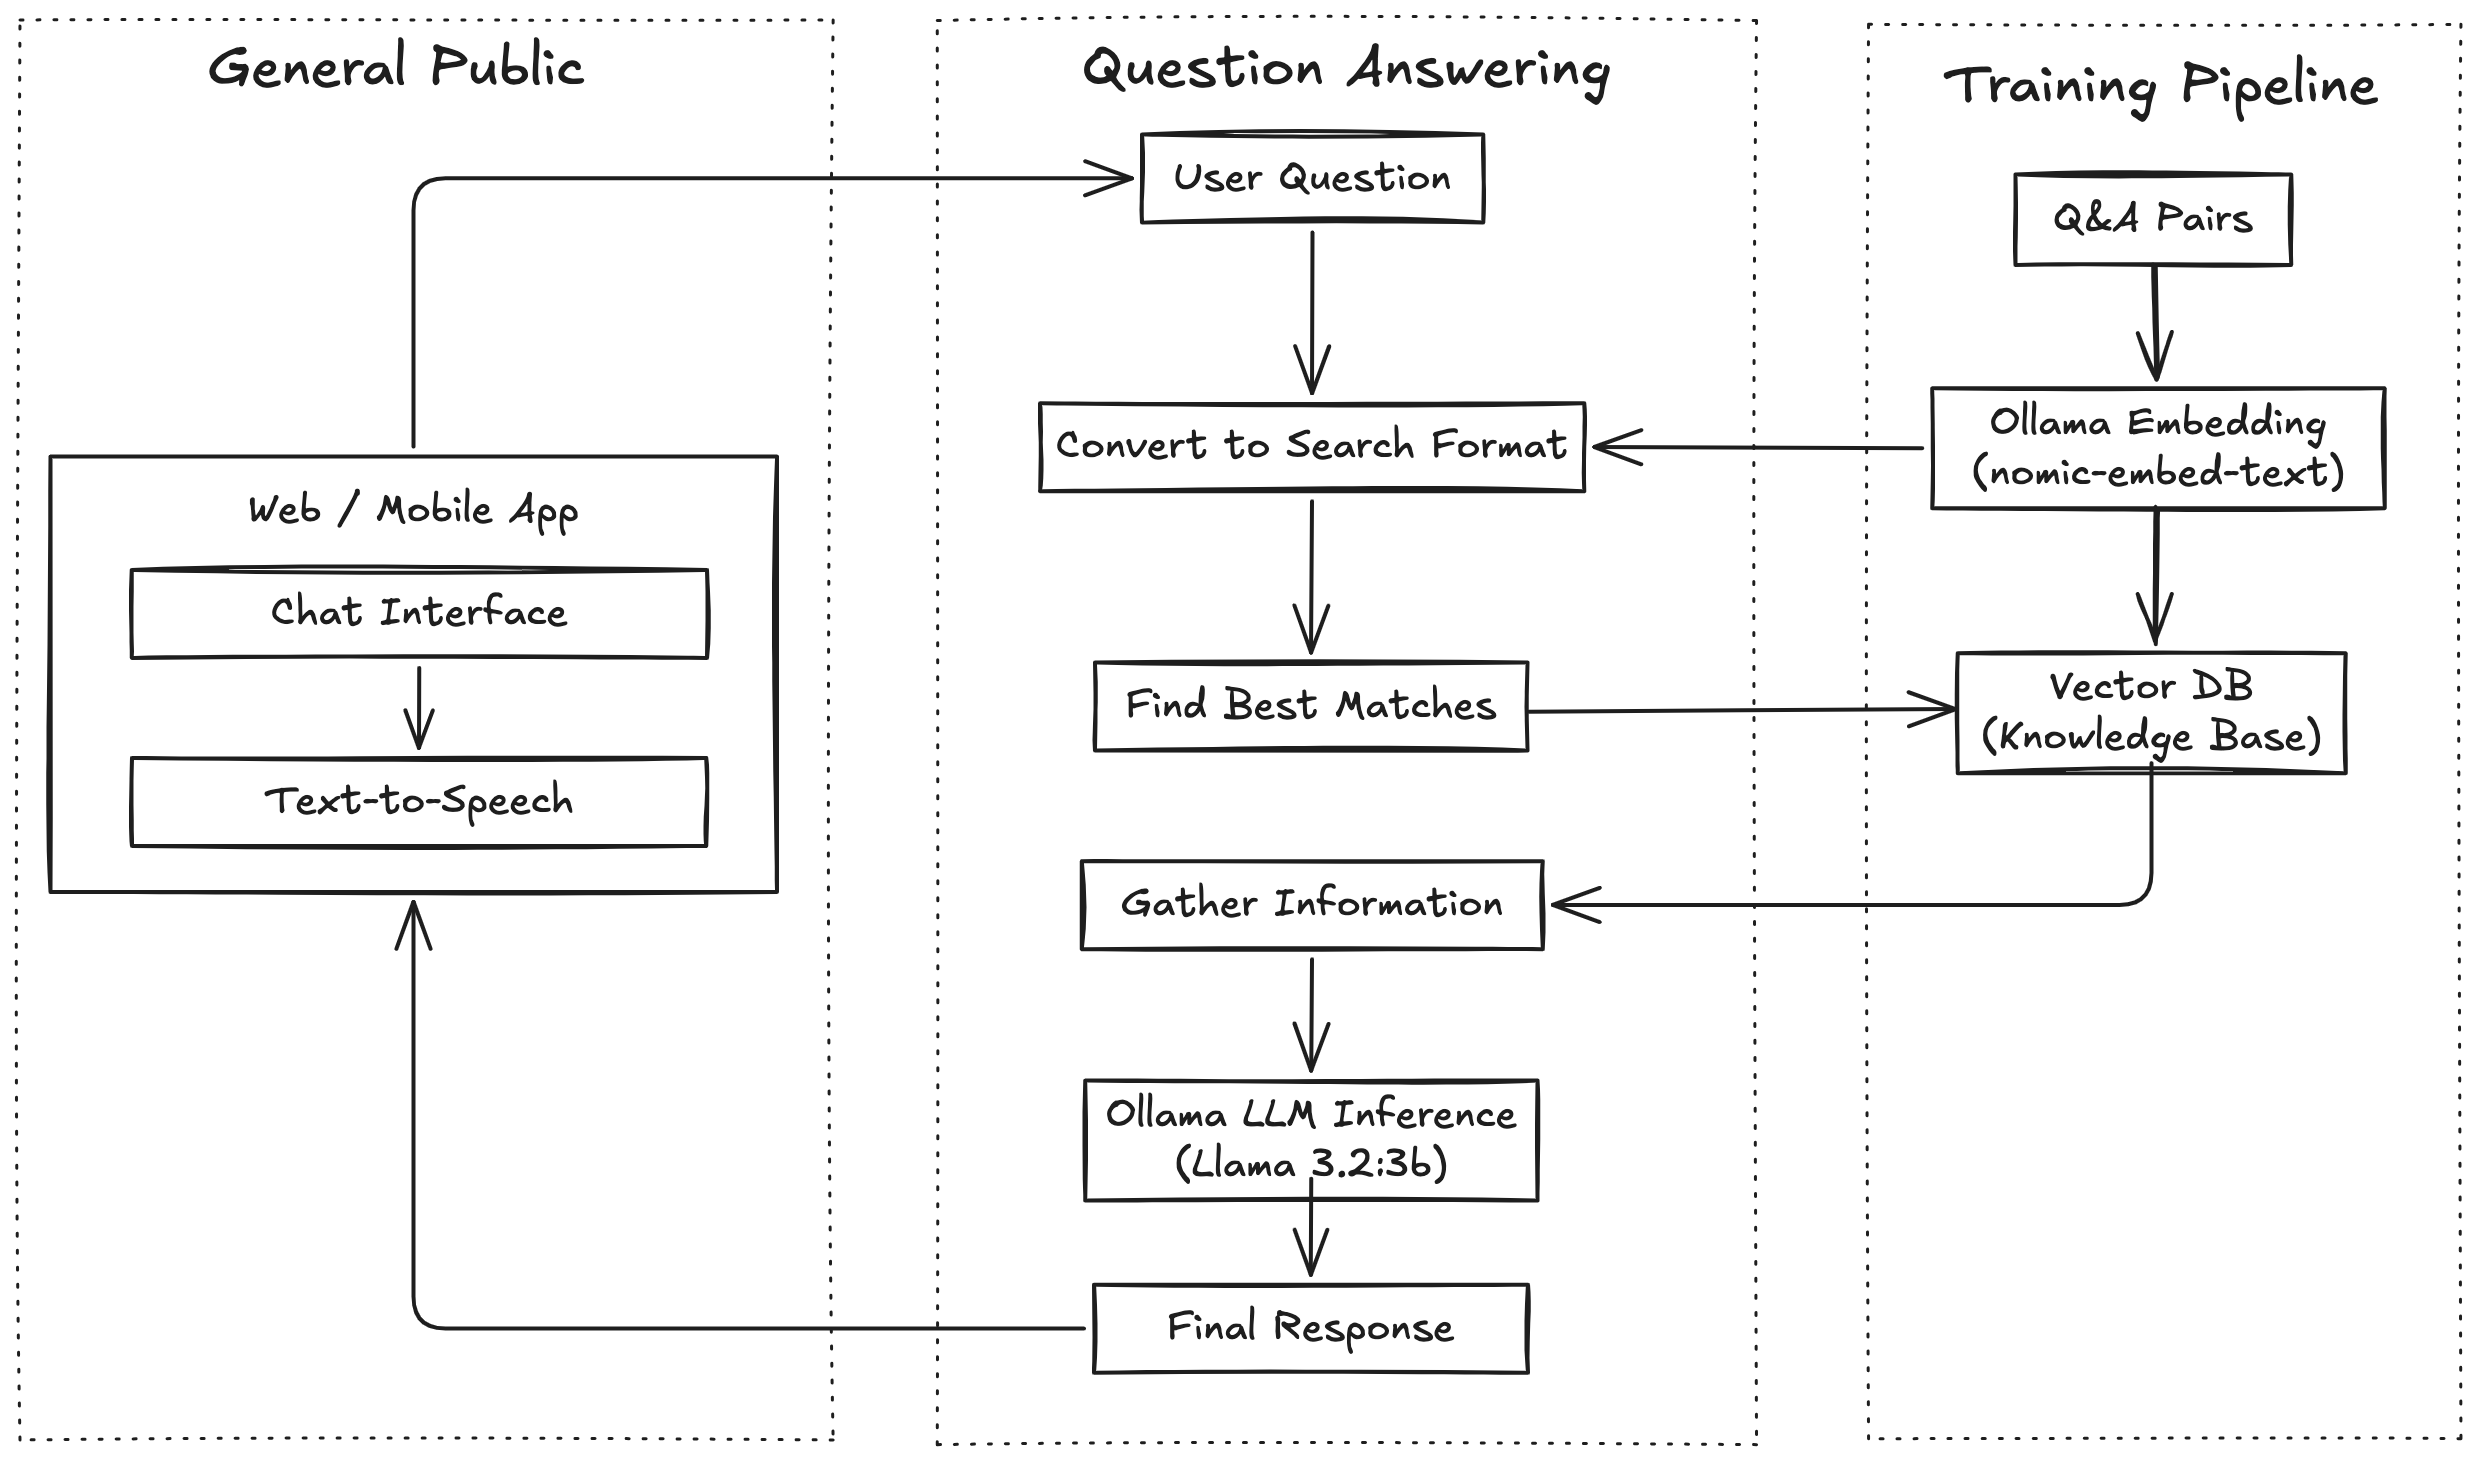 General Public
Web / Mobile App
Chat Interface
Text-to-Speech
Question Answering
User Question
Convert to Search Format
Find Best Matches
Gather Information
Ollama LLM Inference
(Llama 3.2:3b)
Final Response
Training Pipeline
Q&A Pairs
Ollama Embedding
(nomic-embed-text)
Vector DB
(Knowledge Base)